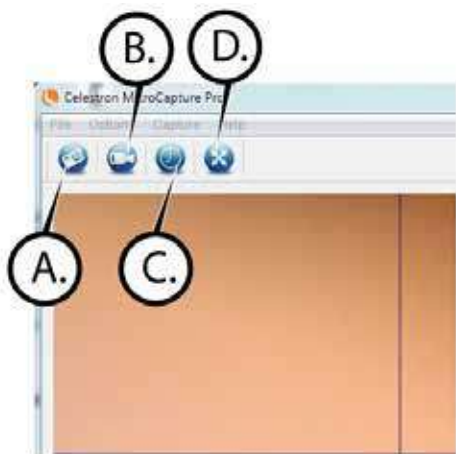 B. D.
Celestron MicroCapture Pro
File Options Capture Help
A. C.